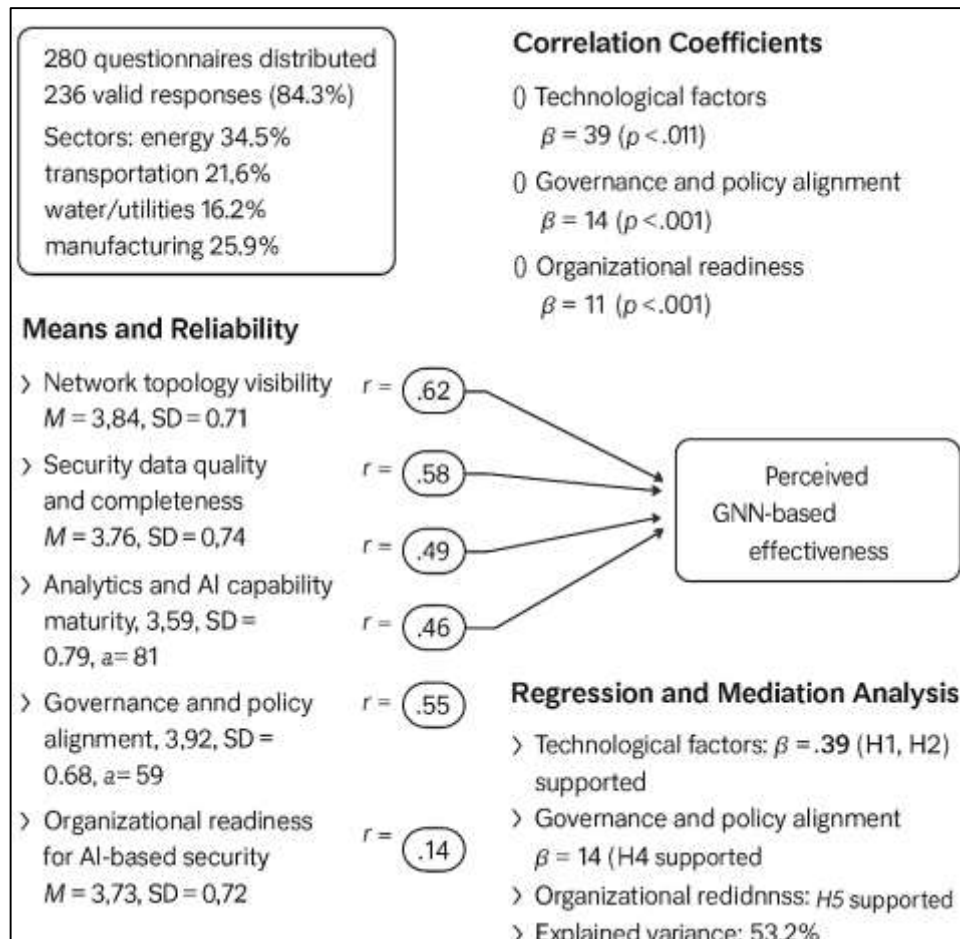 280 questionnaires distributed
236 valid responses (84.3%)
Sectors: energy 34.5%
transportation 21,6%
water/utilities 16.2%
manufacturing 25.9%
Correlation Coefficients
() Technological factors
β = 39 (p <.011)
() Governance and policy alignment
β = 14 (p <.001)
() Organizational readiness
β = 11 (p <.001)
Means and Reliability
> Network topology visibility
M = 3,84, SD = 0.71
> Security data quality
and completeness
M = 3.76, SD = 0,74
> Analytics and AI capability
maturity, 3,59, SD =
0.79, a= 81
> Governance annd policy
alignment, 3,92, SD =
0.68, a= 59
> Organizational readiness
for AI-based security
M = 3,73, SD = 0,72
r = .62
r = .58
r = .49
r = .46
r = .55
r = .14
Perceived
GNN-based
effectiveness
Regression and Mediation Analysis
> Technological factors: β = .39 (H1, H2)
supported
> Governance and policy alignment
β = 14 (H4 supported
> Organizational redidnnss: H5 supported
> Explained variance: 53.2%